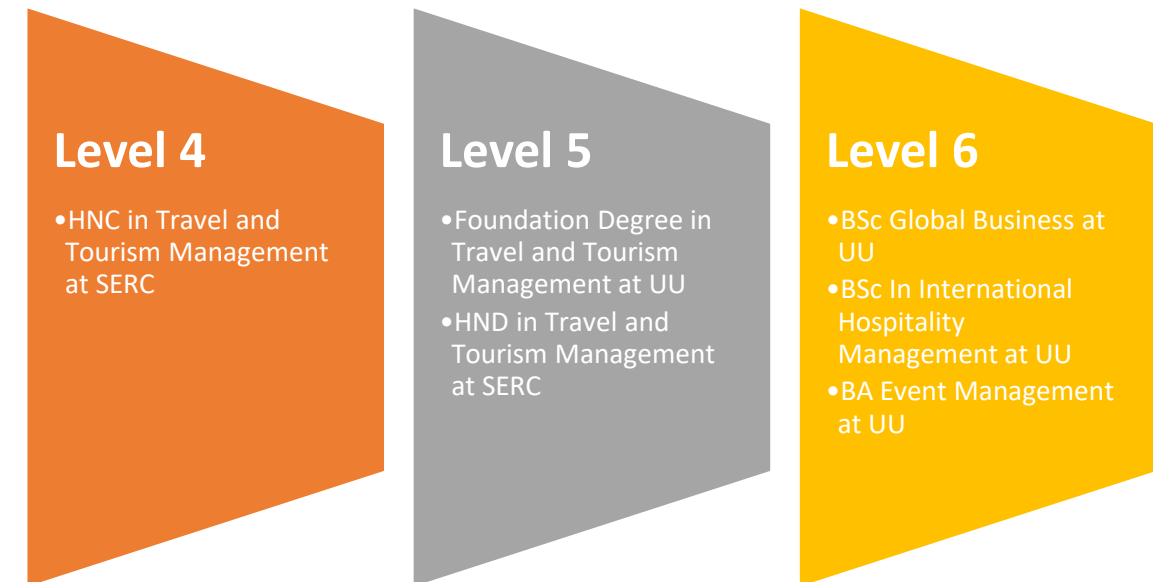 Level 4
•HNC in Travel and
Tourism Management
at SERC
Level 5
•Foundation Degree in
Travel and Tourism
Management at UU
•HND in Travel and
Tourism Management
at SERC
Level 6
•BSc Global Business at
UU
•BSc In International
Hospitality
Management at UU
•BA Event Management
at UU